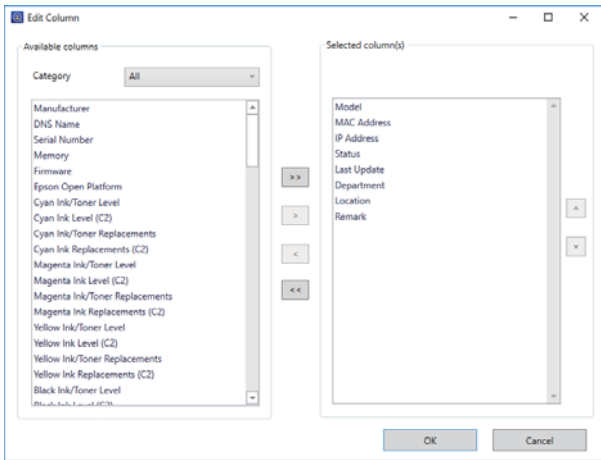 Edit Column
Available columns
Category
All
Manufacturer
DNS Name
Serial Number
Memory
Firmware
Epson Open Platform
Cyan Ink/Toner Level
Cyan Ink Level (C2)
Cyan Ink/Toner Replacements
Cyan Ink Replacements (C2)
Magenta Ink/Toner Level
Magenta Ink Level (C2)
Magenta Ink/Toner Replacements
Magenta Ink Replacements (C2)
Yellow Ink/Toner Level
Yellow Ink Level (C2)
Yellow Ink/Toner Replacements
Yellow Ink Replacements (C2)
Black Ink/Toner Level
Black Ink Level (C2)
>>
>
<
<<
Selected column(s)
Model
MAC Address
IP Address
Status
Last Update
Department
Location
Remark
OK
Cancel